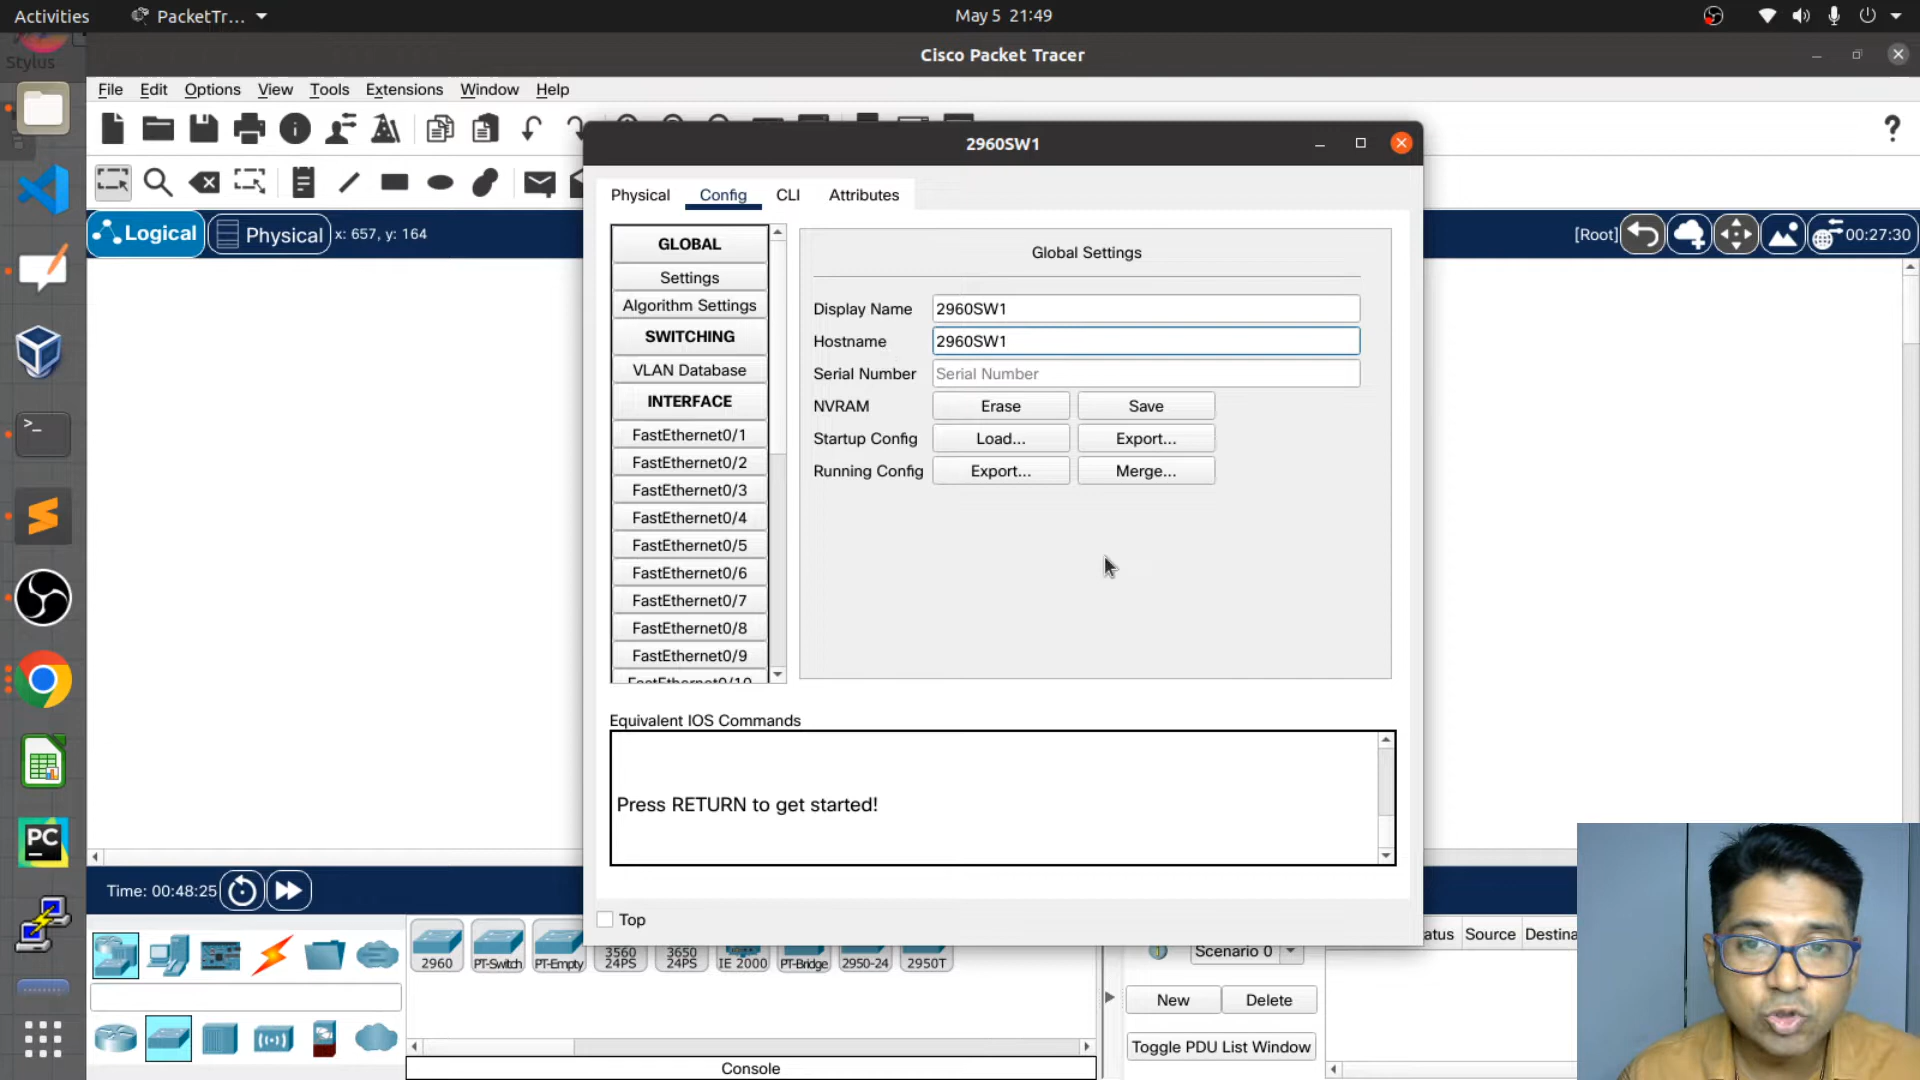 Activities
PacketTr...
May 5 21:49
Stylus
Cisco Packet Tracer
File Edit Options View Tools Extensions Window Help
2960SW1
Physical Config CLI Attributes
Logical
Physical
x: 657, y: 164
[Root]
00:27:30
GLOBAL
Settings
Algorithm Settings
SWITCHING
VLAN Database
INTERFACE
FastEthernet0/1
FastEthernet0/2
FastEthernet0/3
FastEthernet0/4
FastEthernet0/5
FastEthernet0/6
FastEthernet0/7
FastEthernet0/8
FastEthernet0/9
FastEthernet0/10
Global Settings
Display Name 2960SW1
Hostname 2960SW1
Serial Number Serial Number
NVRAM Erase Save
Startup Config Load... Export...
Running Config Export... Merge...
Equivalent IOS Commands
Press RETURN to get started!
Top
Time: 00:48:25
2960
PT-Switch
PT-Empty
3560
24PS
3650
24PS
IE 2000
PT-Bridge
2950-24
2950T
Scenario 0
New
Delete
Toggle PDU List Window
atus
Source
Destina
Console
PC